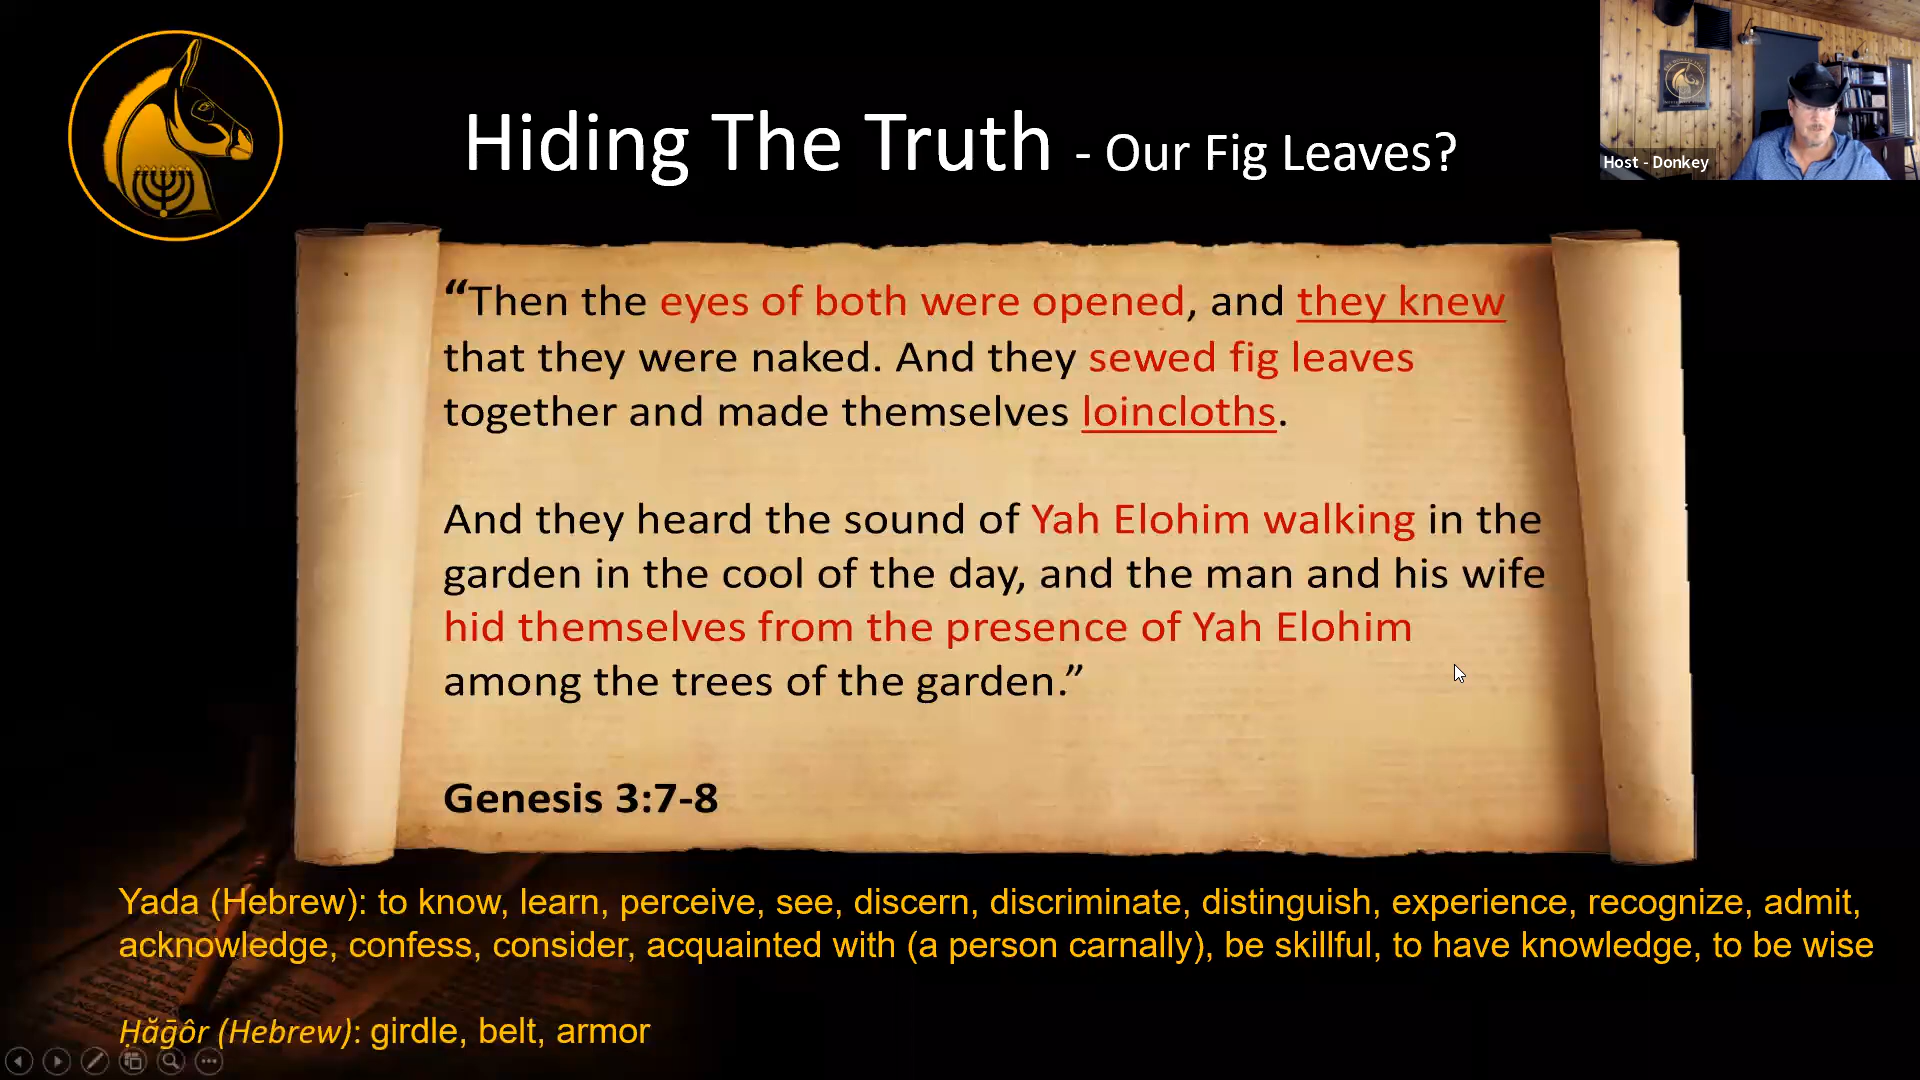 Hiding The Truth - Our Fig Leaves?
Host - Donkey
“Then the eyes of both were opened, and they knew
that they were naked. And they sewed fig leaves
together and made themselves loincloths.
And they heard the sound of Yah Elohim walking in the
garden in the cool of the day, and the man and his wife
hid themselves from the presence of Yah Elohim
among the trees of the garden.”
Genesis 3:7-8
Yada (Hebrew): to know, learn, perceive, see, discern, discriminate, distinguish, experience, recognize, admit,
acknowledge, confess, consider, acquainted with (a person carnally), be skillful, to have knowledge, to be wise
Ḥăḡôr (Hebrew): girdle, belt, armor